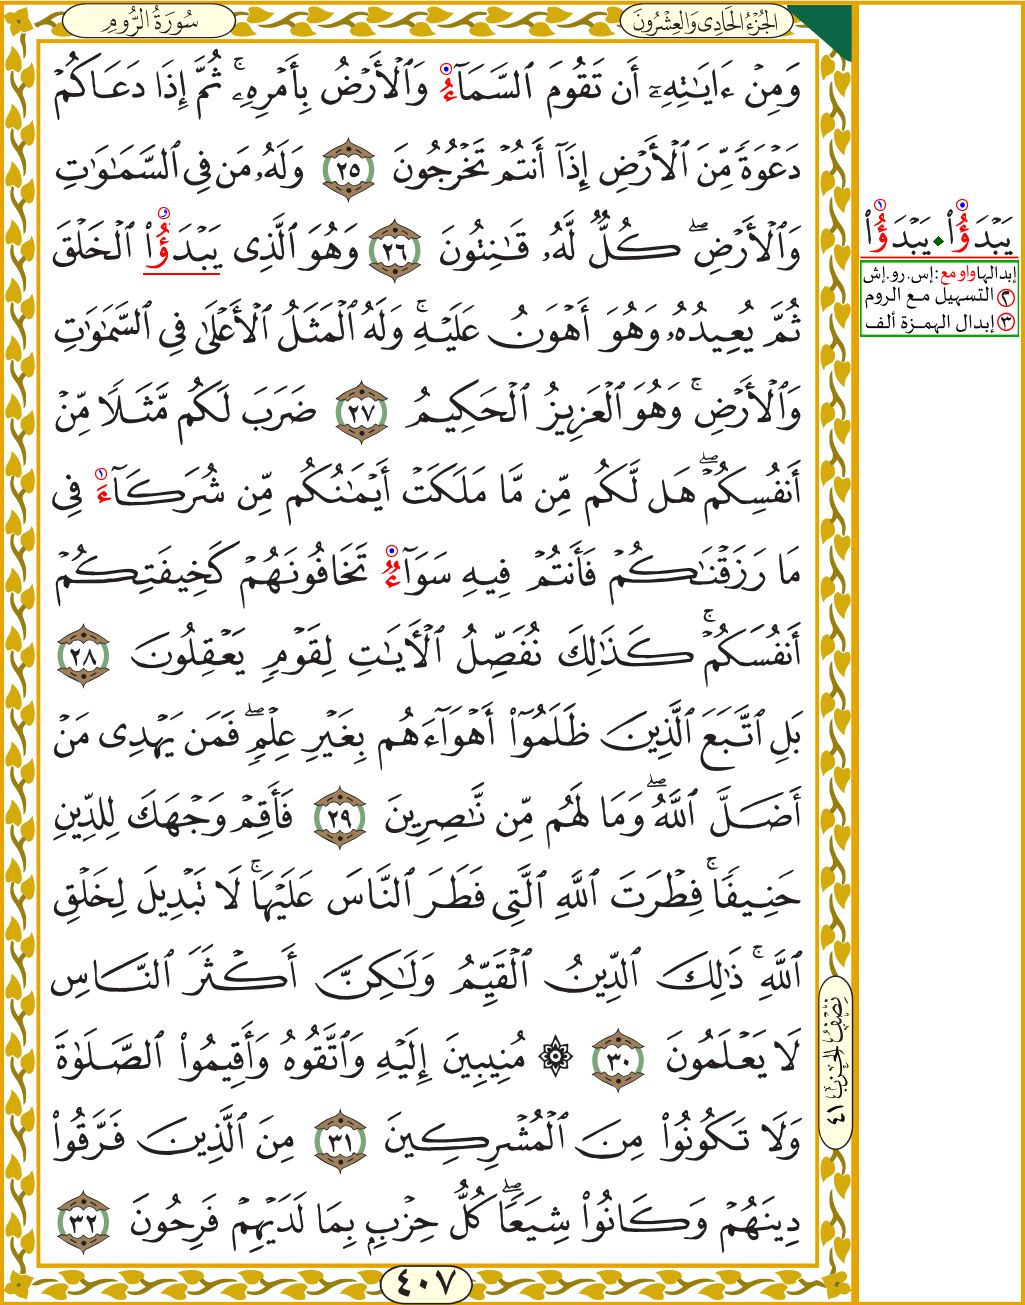 الجُزْءُ الحَادِى وَالعِشْرُونَ
سُورَةُ الرُّومِ
وَمِنْ ءَايَـٰتِهِۦٓ أَن تَقُومَ ٱلسَّمَآءُ وَٱلْأَرْضُ بِأَمْرِهِۦ ۚ ثُمَّ إِذَا دَعَاكُمْ
دَعْوَةً مِّنَ ٱلْأَرْضِ إِذَآ أَنتُمْ تَخْرُجُونَ ٢٥ وَلَهُۥ مَن فِى ٱلسَّمَـٰوَٰتِ
وَٱلْأَرْضِ ۖ كُلٌّ لَّهُۥ قَـٰنِتُونَ ٢٦ وَهُوَ ٱلَّذِى يَبْدَؤُا۟ ٱلْخَلْقَ
ثُمَّ يُعِيدُهُۥ وَهُوَ أَهْوَنُ عَلَيْهِ ۚ وَلَهُ ٱلْمَثَلُ ٱلْأَعْلَىٰ فِى ٱلسَّمَـٰوَٰتِ
وَٱلْأَرْضِ ۚ وَهُوَ ٱلْعَزِيزُ ٱلْحَكِيمُ ٢٧ ضَرَبَ لَكُم مَّثَلًا مِّنْ
أَنفُسِكُمْ ۖ هَل لَّكُم مِّن مَّا مَلَكَتْ أَيْمَـٰنُكُم مِّن شُرَكَآءَ فِى
مَا رَزَقْنَـٰكُمْ فَأَنتُمْ فِيهِ سَوَآءٌ تَخَافُونَهُمْ كَخِيفَتِكُمْ
أَنفُسَكُمْ ۚ كَذَٰلِكَ نُفَصِّلُ ٱلْـَٔايَـٰتِ لِقَوْمٍ يَعْقِلُونَ ٢٨
بَلِ ٱتَّبَعَ ٱلَّذِينَ ظَلَمُوٓا۟ أَهْوَآءَهُم بِغَيْرِ عِلْمٍ ۖ فَمَن يَهْدِى مَنْ
أَضَلَّ ٱللَّهُ ۖ وَمَا لَهُم مِّن نَّـٰصِرِينَ ٢٩ فَأَقِمْ وَجْهَكَ لِلدِّينِ
حَنِيفًا ۚ فِطْرَتَ ٱللَّهِ ٱلَّتِى فَطَرَ ٱلنَّاسَ عَلَيْهَا ۚ لَا تَبْدِيلَ لِخَلْقِ
ٱللَّهِ ۚ ذَٰلِكَ ٱلدِّينُ ٱلْقَيِّمُ وَلَـٰكِنَّ أَكْثَرَ ٱلنَّاسِ
لَا يَعْلَمُونَ ٣٠ ۞ مُنِيبِينَ إِلَيْهِ وَٱتَّقُوهُ وَأَقِيمُوا۟ ٱلصَّلَوٰةَ
وَلَا تَكُونُوا۟ مِنَ ٱلْمُشْرِكِينَ ٣١ مِنَ ٱلَّذِينَ فَرَّقُوا۟
دِينَهُمْ وَكَانُوا۟ شِيَعًا ۖ كُلُّ حِزْبٍۭ بِمَا لَدَيْهِمْ فَرِحُونَ ٣٢
٤٠٧
يَبْدَؤُا۟ يَبْدَؤُا۟
إبدالها واو مع: إس. رو. إش
٢ التسهيل مع الروم
٣ إبدال الهمزة ألف
نِصْفُ الحِزْبِ ٤١